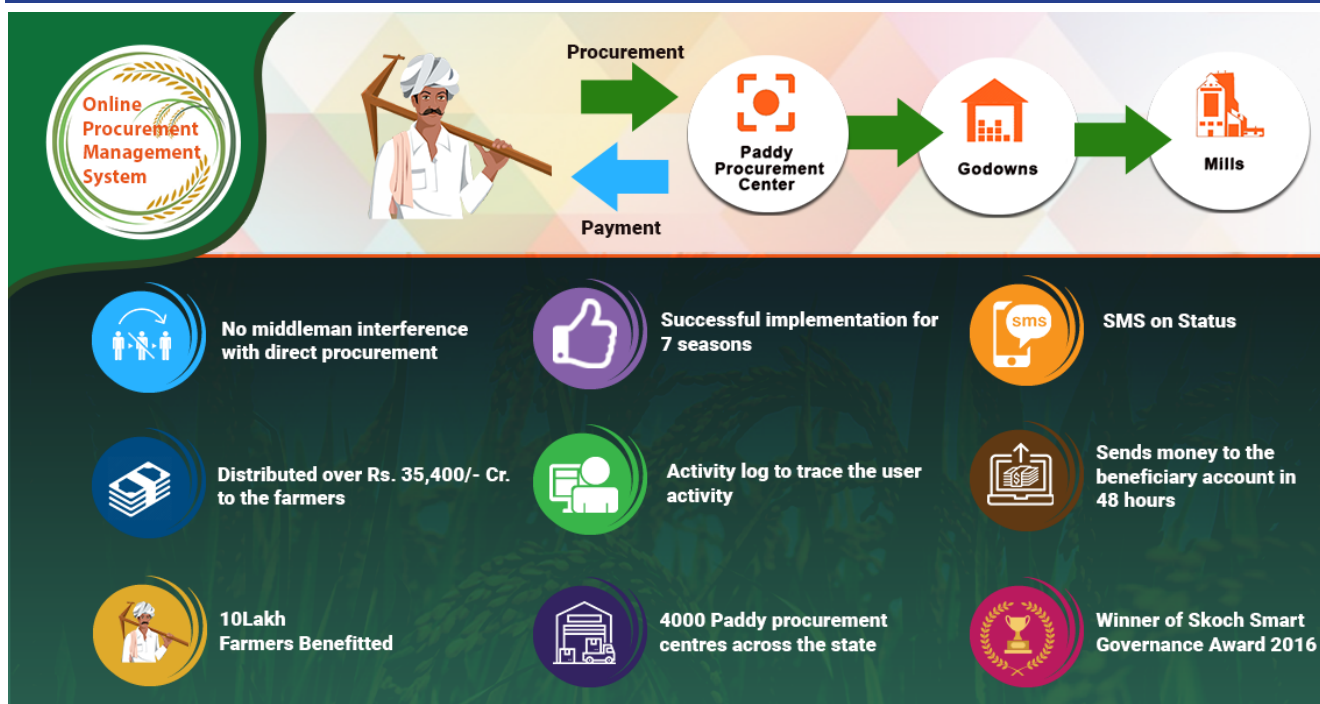 Online
Procurement
Management
System
Procurement
Payment
Paddy
Procurement
Center
Godowns
Mills
No middleman interference
with direct procurement
Successful implementation for
7 seasons
sms
SMS on Status
Distributed over Rs. 35,400/- Cr.
to the farmers
Activity log to trace the user
activity
$
Sends money to the
beneficiary account in
48 hours
10Lakh
Farmers Benefitted
4000 Paddy procurement
centres across the state
Winner of Skoch Smart
Governance Award 2016